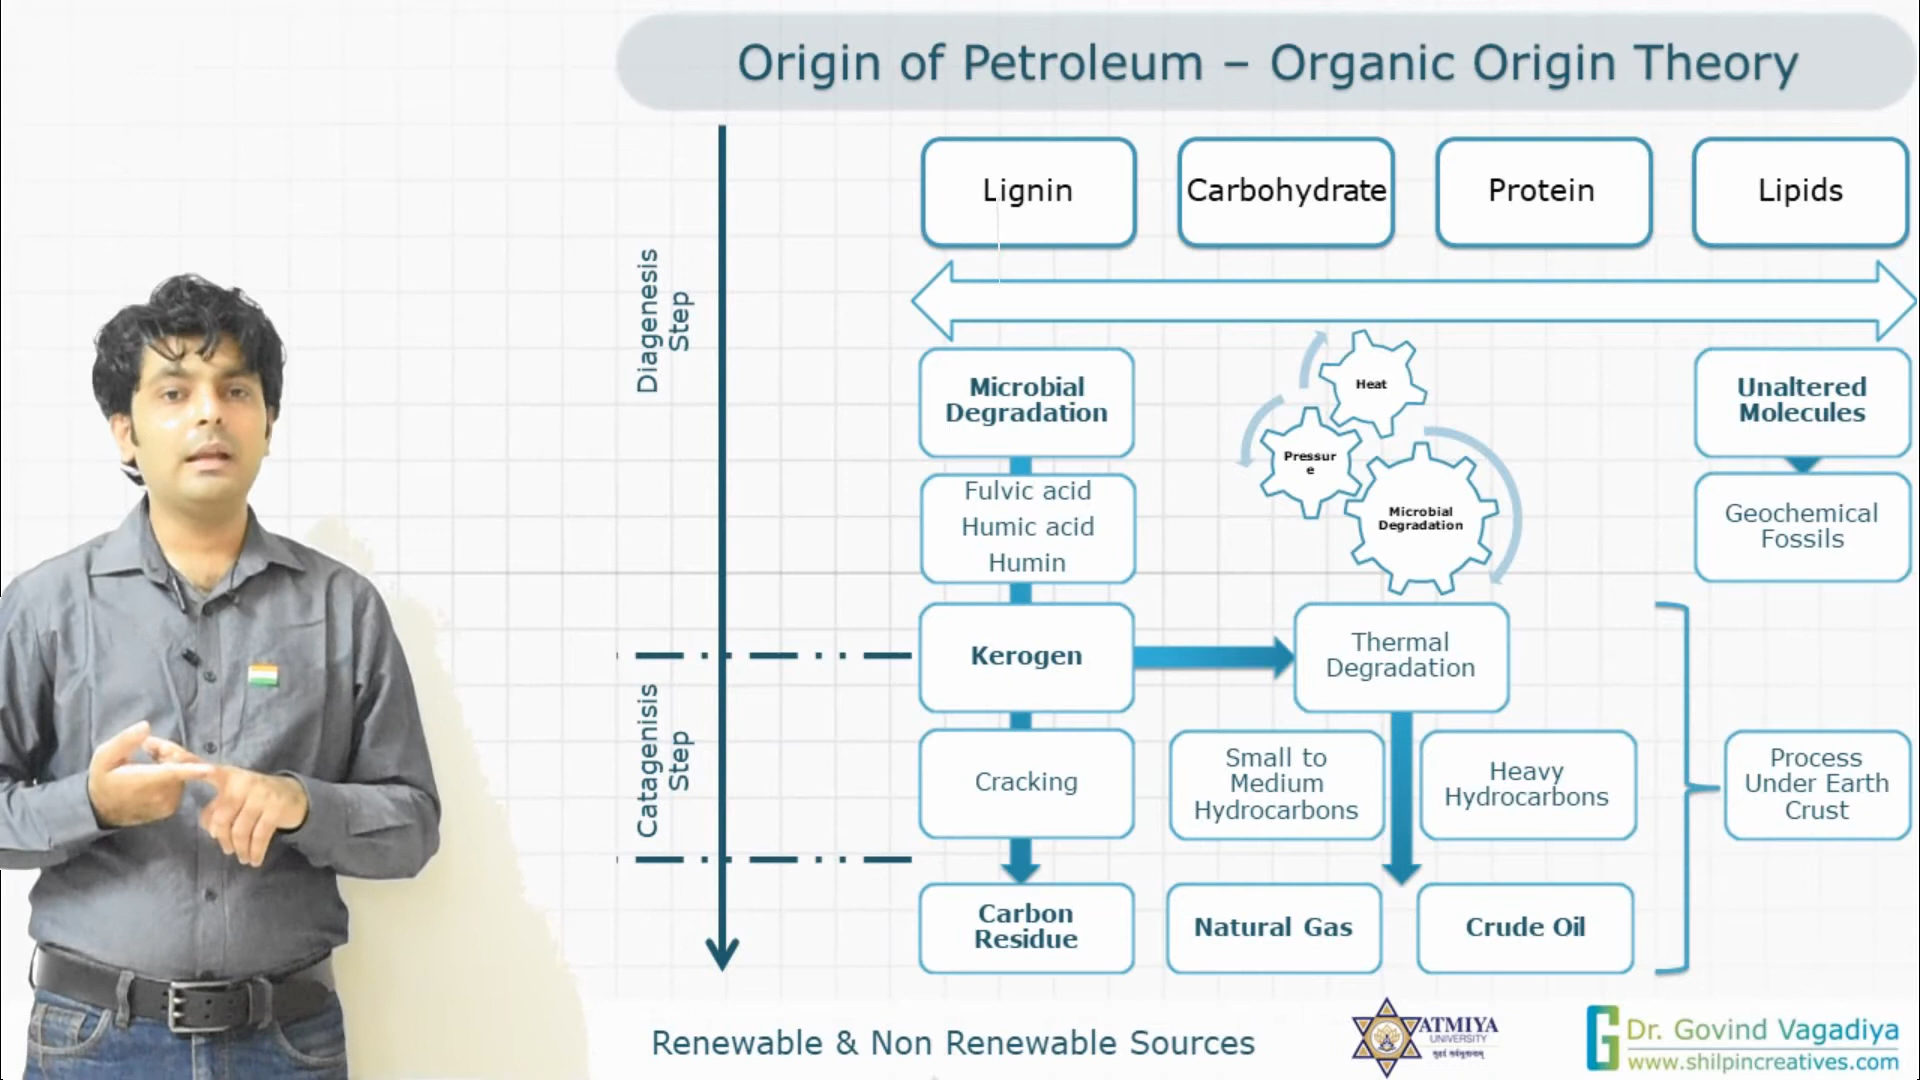 Origin of Petroleum – Organic Origin Theory
Lignin
Carbohydrate
Protein
Lipids
Diagenesis
Step
Microbial
Degradation
Heat
Pressur
e
Microbial
Degradation
Unaltered
Molecules
Fulvic acid
Humic acid
Humin
Geochemical
Fossils
Kerogen
Thermal
Degradation
Catagenisis
Step
Cracking
Small to
Medium
Hydrocarbons
Heavy
Hydrocarbons
Process
Under Earth
Crust
Carbon
Residue
Natural Gas
Crude Oil
Renewable & Non Renewable Sources
ATMIYA
UNIVERSITY
Dr. Govind Vagadiya
www.shilpincreatives.com